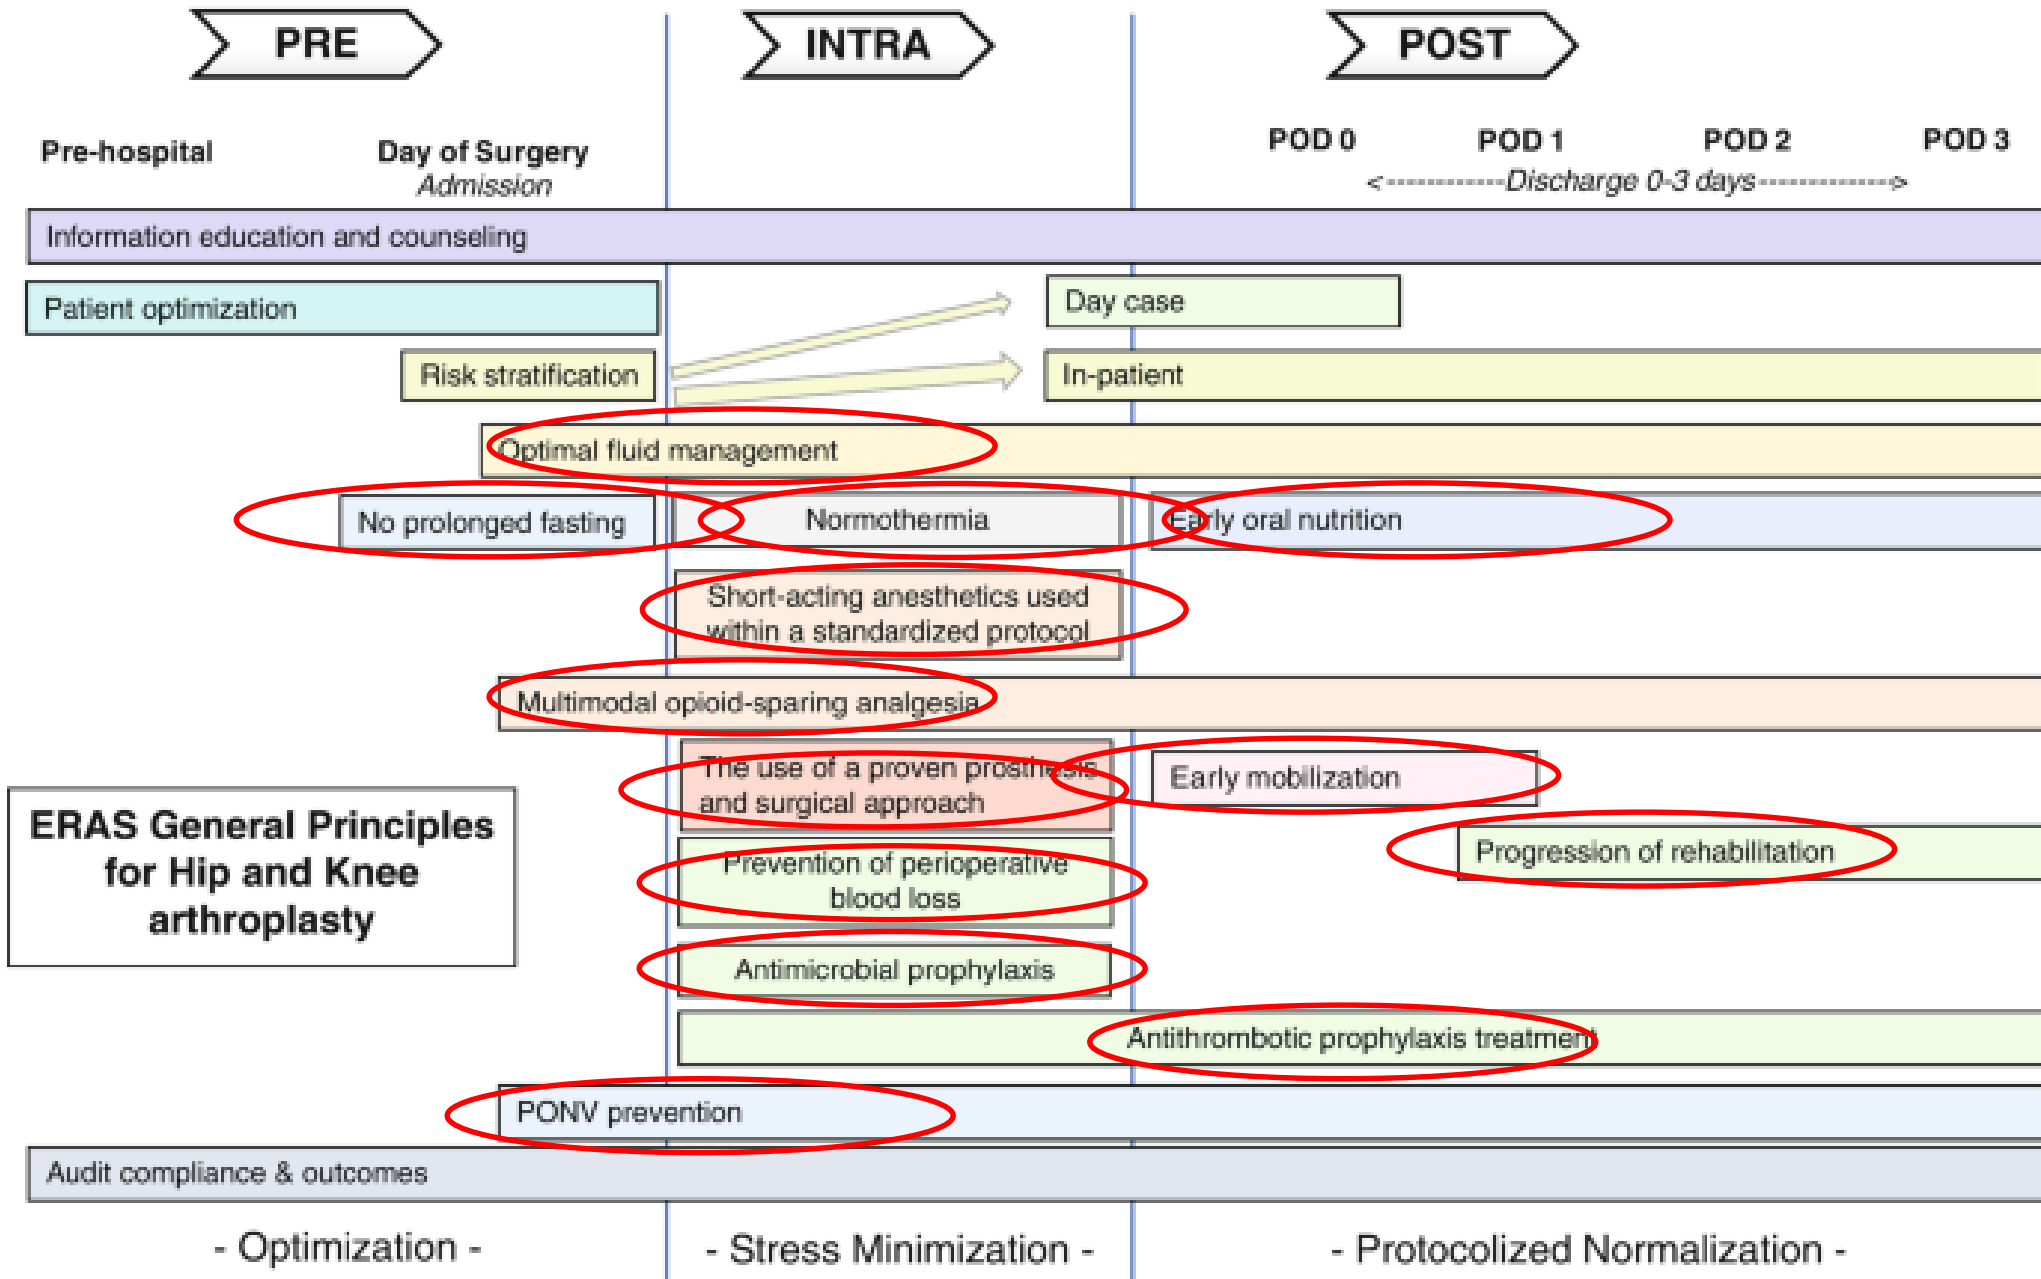 PRE
INTRA
POST
Pre-hospital
Day of Surgery
Admission
POD 0
POD 1
POD 2
POD 3
<------------Discharge 0-3 days------------->
Information education and counseling
Patient optimization
Day case
Risk stratification
In-patient
Optimal fluid management
No prolonged fasting
Normothermia
Early oral nutrition
Short-acting anesthetics used
within a standardized protocol
Multimodal opioid-sparing analgesia
The use of a proven prosthesis
and surgical approach
Early mobilization
ERAS General Principles
for Hip and Knee
arthroplasty
Progression of rehabilitation
Prevention of perioperative
blood loss
Antimicrobial prophylaxis
Antithrombotic prophylaxis treatment
PONV prevention
Audit compliance & outcomes
- Optimization -
- Stress Minimization -
- Protocolized Normalization -